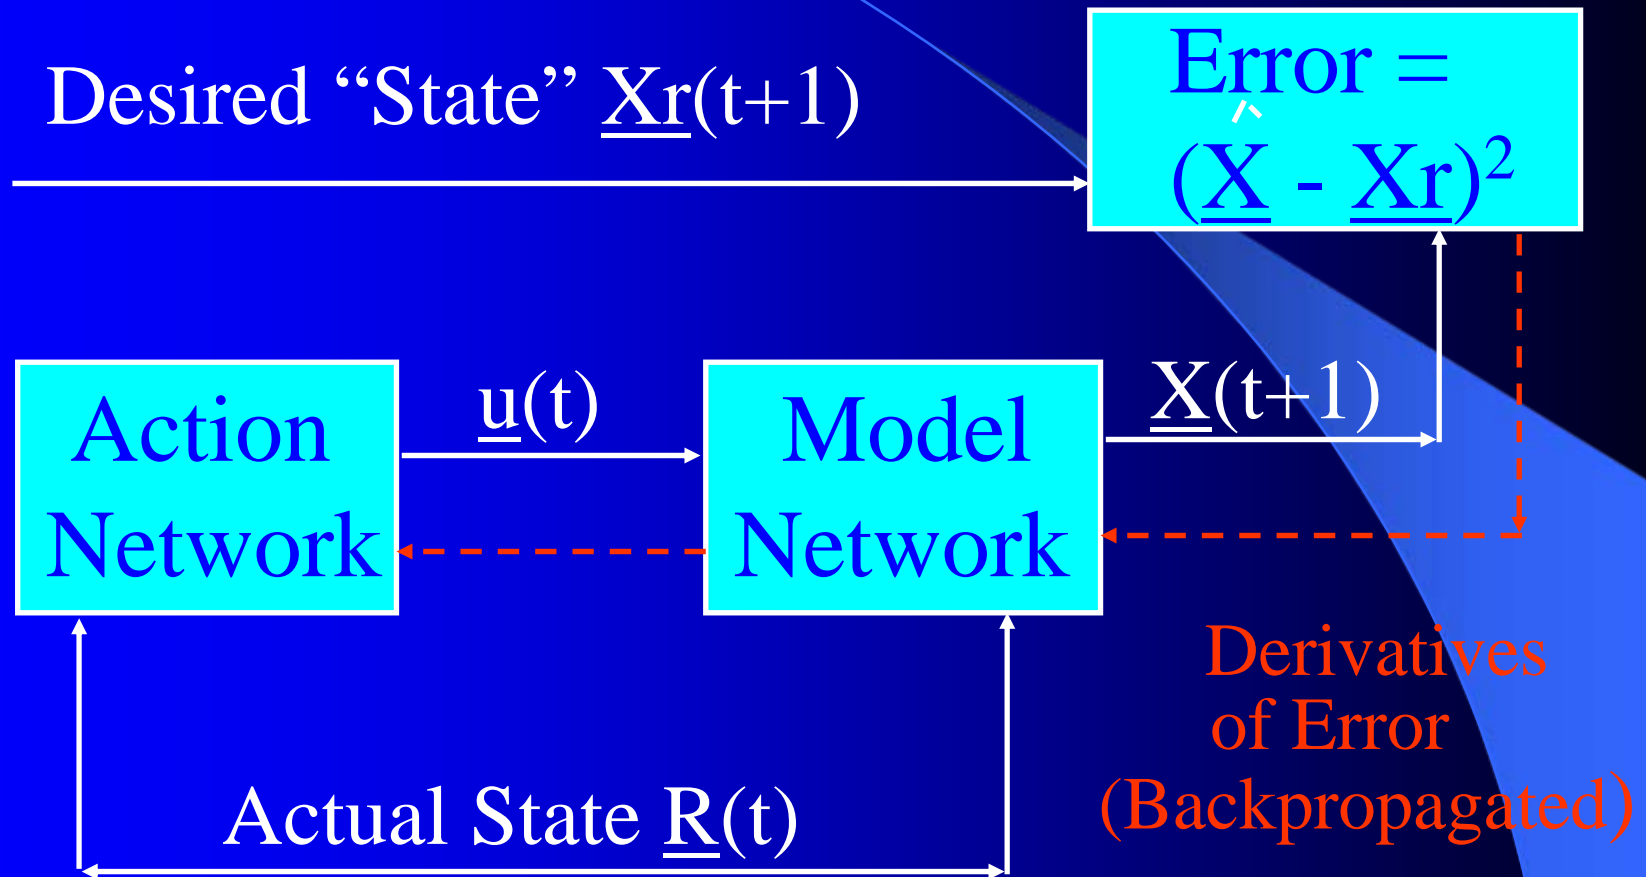 Desired “State” Xr(t+1)
Error =
(X̂ - Xr)²
Action
Network
u(t)
Model
Network
X(t+1)
Derivatives
of Error
(Backpropagated)
Actual State R(t)